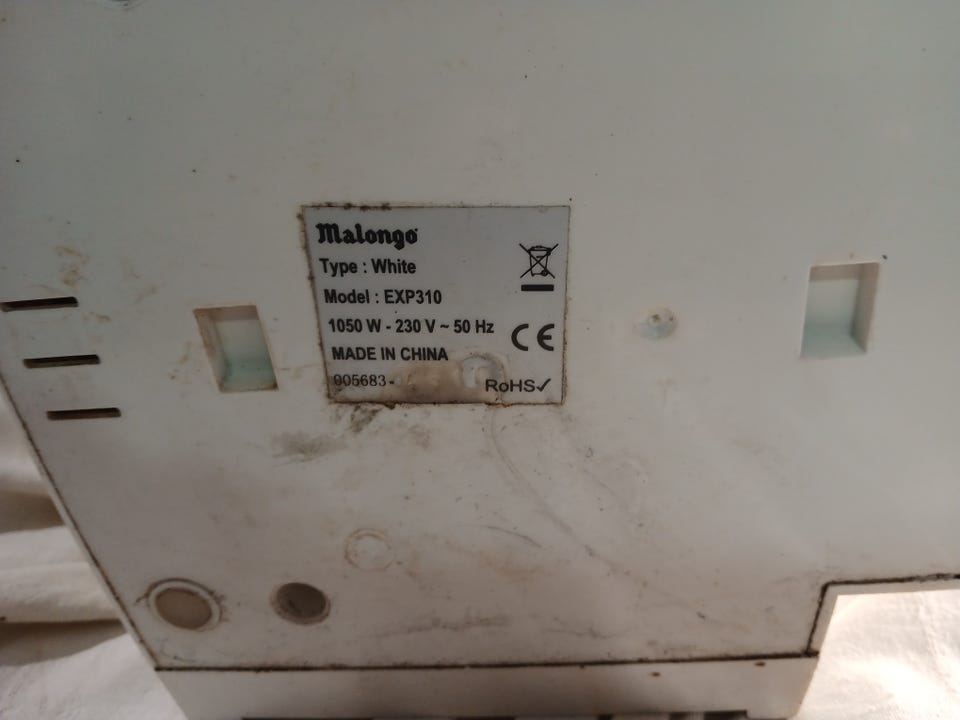 Malongo
Type : White
Model : EXP310
1050 W - 230 V ~ 50 Hz
CE
MADE IN CHINA
005683-
RoHS✓